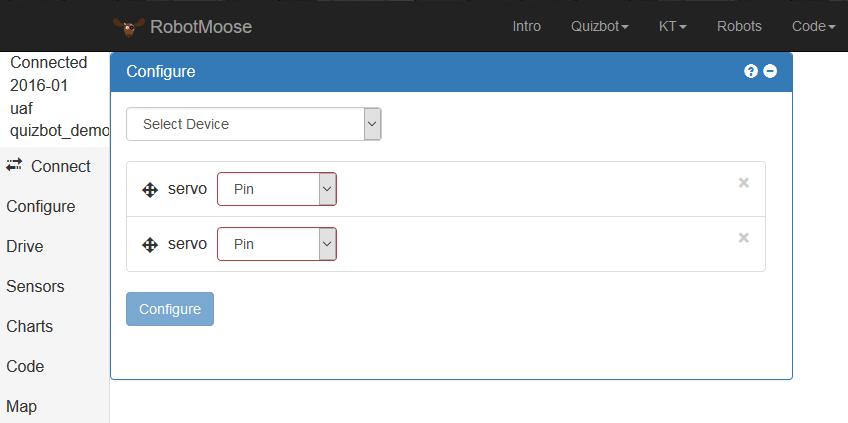 RobotMoose Intro Quizbot KT Robots Code
Connected
2016-01
uaf
quizbot_demo
Connect
Configure
Drive
Sensors
Charts
Code
Map
Configure
Select Device
servo Pin
servo Pin
Configure